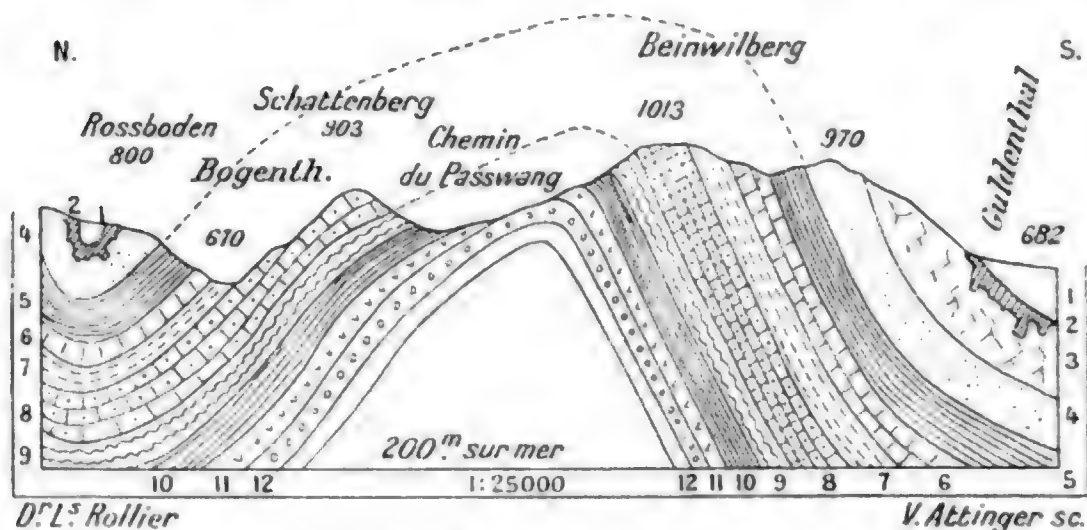 N. S.
Beinwilberg
Schattenberg
903
Rossboden
800
Chemin
du Passwang
1013
970
Guldenthal
682
Bogenth.
610
2 1
4
5
6
7
8
9
1
2
3
4
5
200.m sur mer
10 11 12 1:25000 12 11 10 9 8 7 6
Dr. Ls. Rollier V. Attinger sc.